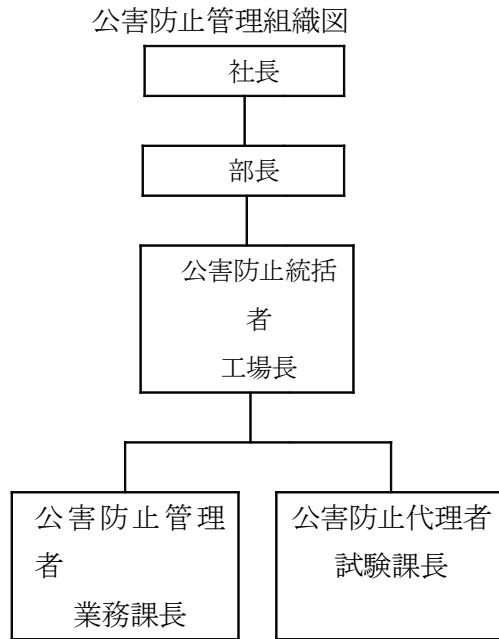 公害防止管理組織図
社長
部長
公害防止統括
者
工場長
公害防止管理
者
業務課長
公害防止代理者
試験課長